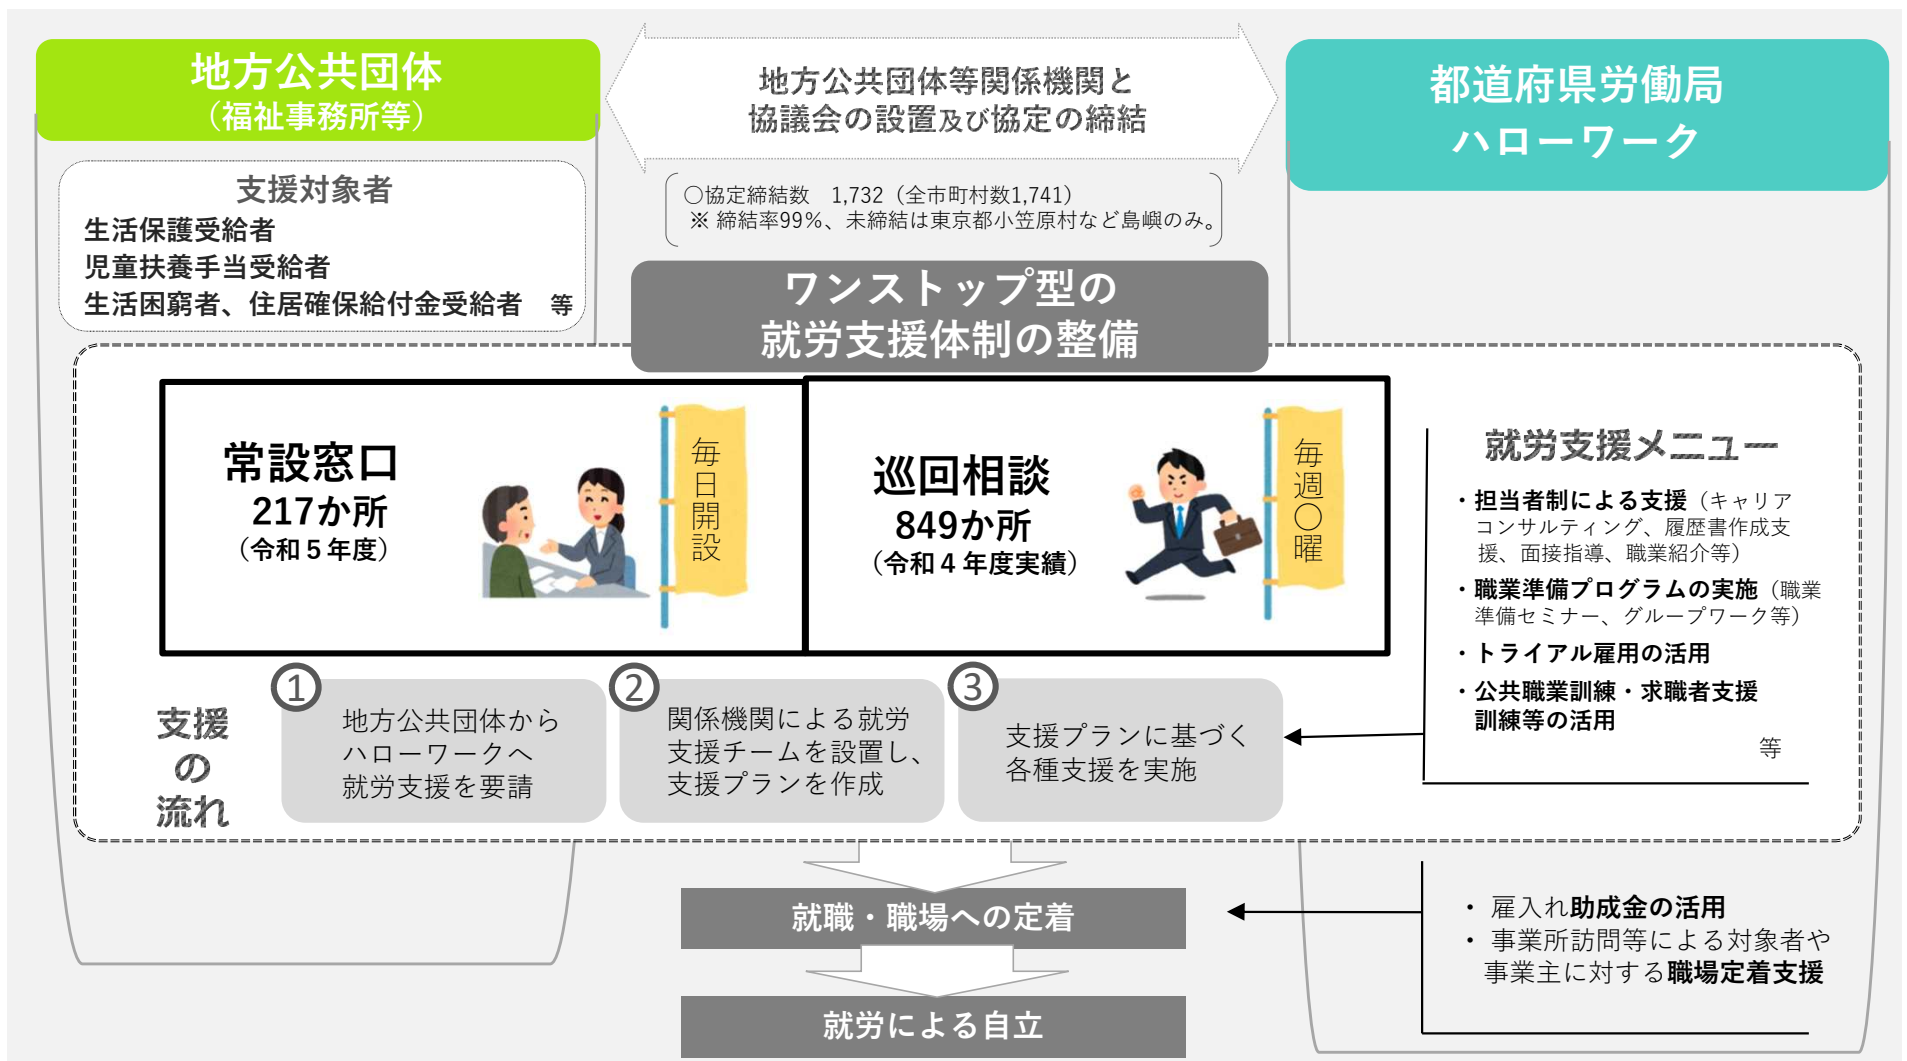 地方公共団体
（福祉事務所等）
地方公共団体等関係機関と
協議会の設置及び協定の締結
都道府県労働局
ハローワーク
支援対象者
生活保護受給者
児童扶養手当受給者
生活困窮者、住居確保給付金受給者　等
○協定締結数　1,732（全市町村数1,741）
※ 締結率99%、未締結は東京都小笠原村など島嶼のみ。
ワンストップ型の
就労支援体制の整備
常設窓口
217か所
（令和５年度）
毎日開設
巡回相談
849か所
（令和４年度実績）
毎週〇曜
就労支援メニュー
・担当者制による支援（キャリア
コンサルティング、履歴書作成支
援、面接指導、職業紹介等）
・職業準備プログラムの実施（職業
準備セミナー、グループワーク等）
・トライアル雇用の活用
・公共職業訓練・求職者支援
訓練等の活用
等
支援
の
流れ
①
地方公共団体から
ハローワークへ
就労支援を要請
②
関係機関による就労
支援チームを設置し、
支援プランを作成
③
支援プランに基づく
各種支援を実施
就職・職場への定着
・ 雇入れ助成金の活用
・ 事業所訪問等による対象者や
事業主に対する職場定着支援
就労による自立